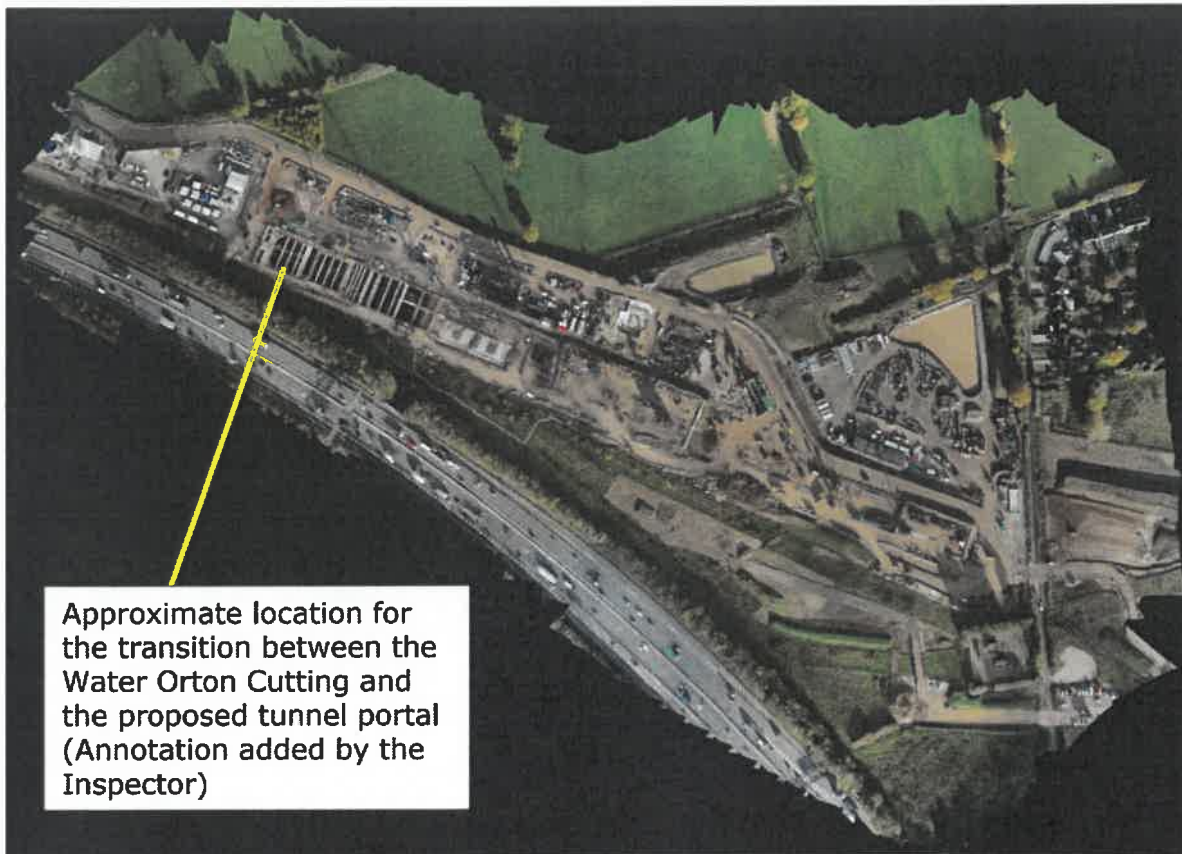 Approximate location for
the transition between the
Water Orton Cutting and
the proposed tunnel portal
(Annotation added by the
Inspector)